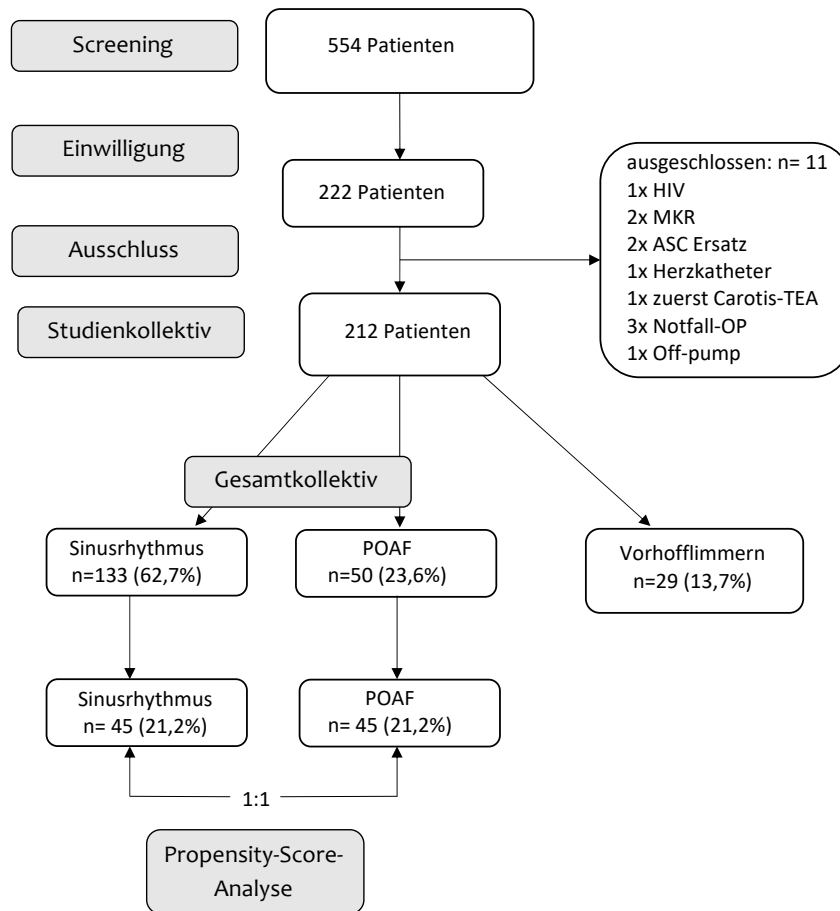 Screening
554 Patienten
Einwilligung
222 Patienten
ausgeschlossen: n= 11
1x HIV
2x MKR
2x ASC Ersatz
1x Herzkatheter
1x zuerst Carotis-TEA
3x Notfall-OP
1x Off-pump
Ausschluss
Studienkollektiv
212 Patienten
Gesamtkollektiv
Sinusrhythmus
n=133 (62,7%)
POAF
n=50 (23,6%)
Vorhofflimmern
n=29 (13,7%)
Sinusrhythmus
n= 45 (21,2%)
POAF
n= 45 (21,2%)
1:1
Propensity-Score-
Analyse